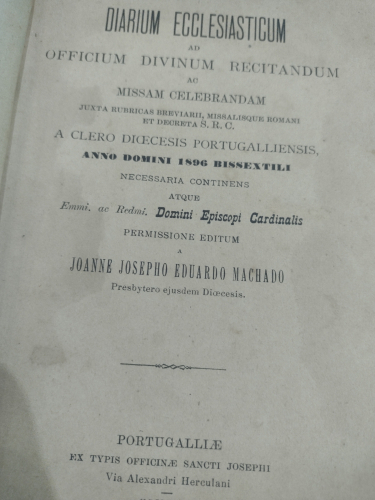 DIARIUM ECCLESIASTICUM
AD
OFFICIUM DIVINUM RECITANDUM
AC
MISSAM CELEBRANDAM
JUXTA RUBRICAS BREVIARII, MISSALISQUE ROMANI
ET DECRETA S. R. C.
A CLERO DIŒCESIS PORTUGALLIENSIS,
ANNO DOMINI 1896 BISSEXTILI
NECESSARIA CONTINENS
ATQUE
Emmi. ac Redmi. Domini Episcopi Cardinalis
PERMISSIONE EDITUM
A
JOANNE JOSEPHO EDUARDO MACHADO
Presbytero ejusdem Diœcesis.
PORTUGALLIÆ
EX TYPIS OFFICINÆ SANCTI JOSEPHI
Via Alexandri Herculani